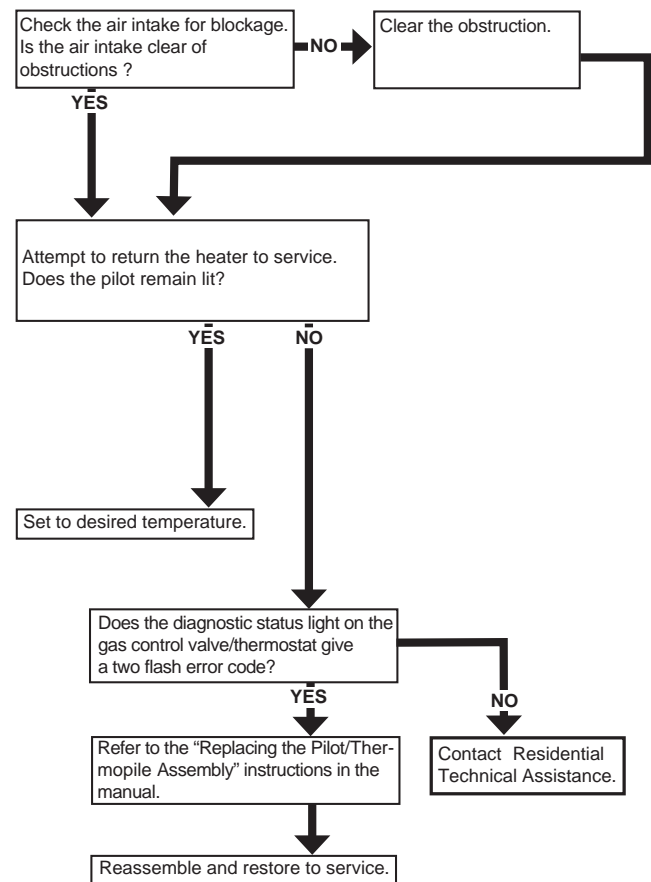 Check the air intake for blockage.
Is the air intake clear of
obstructions ?
NO
Clear the obstruction.
YES
Attempt to return the heater to service.
Does the pilot remain lit?
YES
NO
Set to desired temperature.
Does the diagnostic status light on the
gas control valve/thermostat give
a two flash error code?
YES
NO
Refer to the “Replacing the Pilot/Ther-
mopile Assembly” instructions in the
manual.
Contact Residential
Technical Assistance.
Reassemble and restore to service.